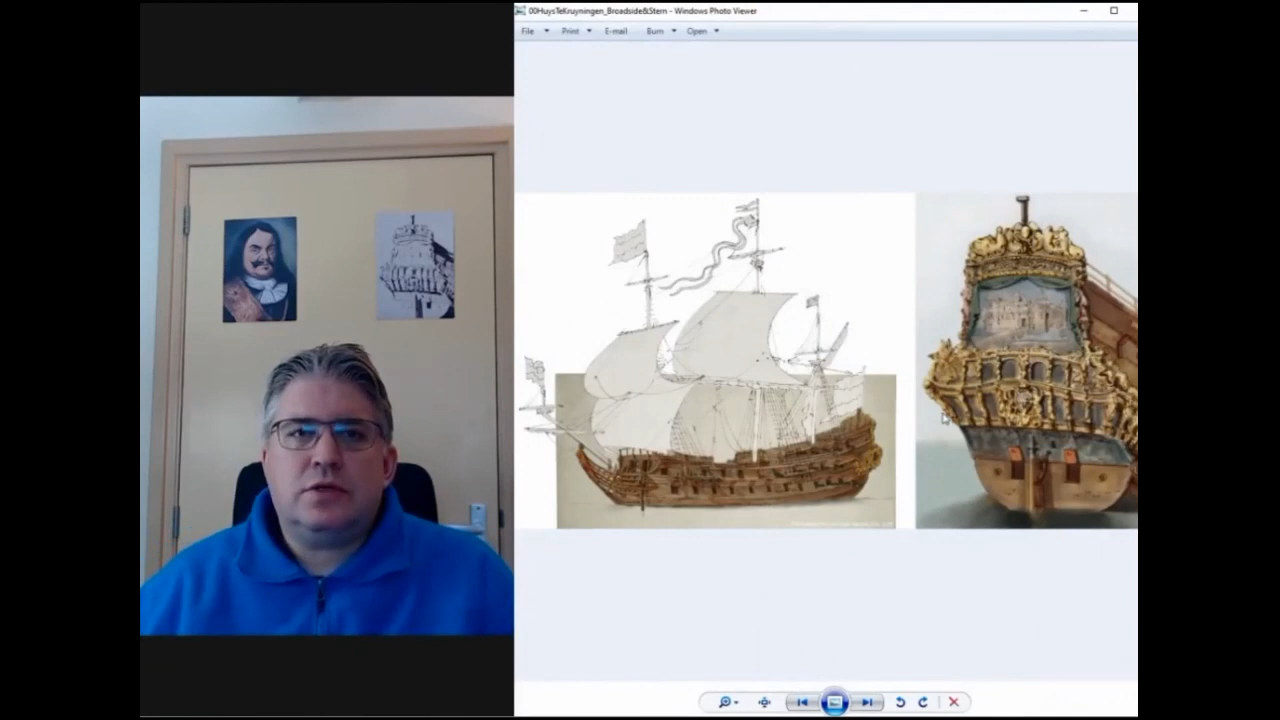 00HuysTeKruyningen_Broadside&Stern - Windows Photo Viewer
File Print E-mail Burn Open